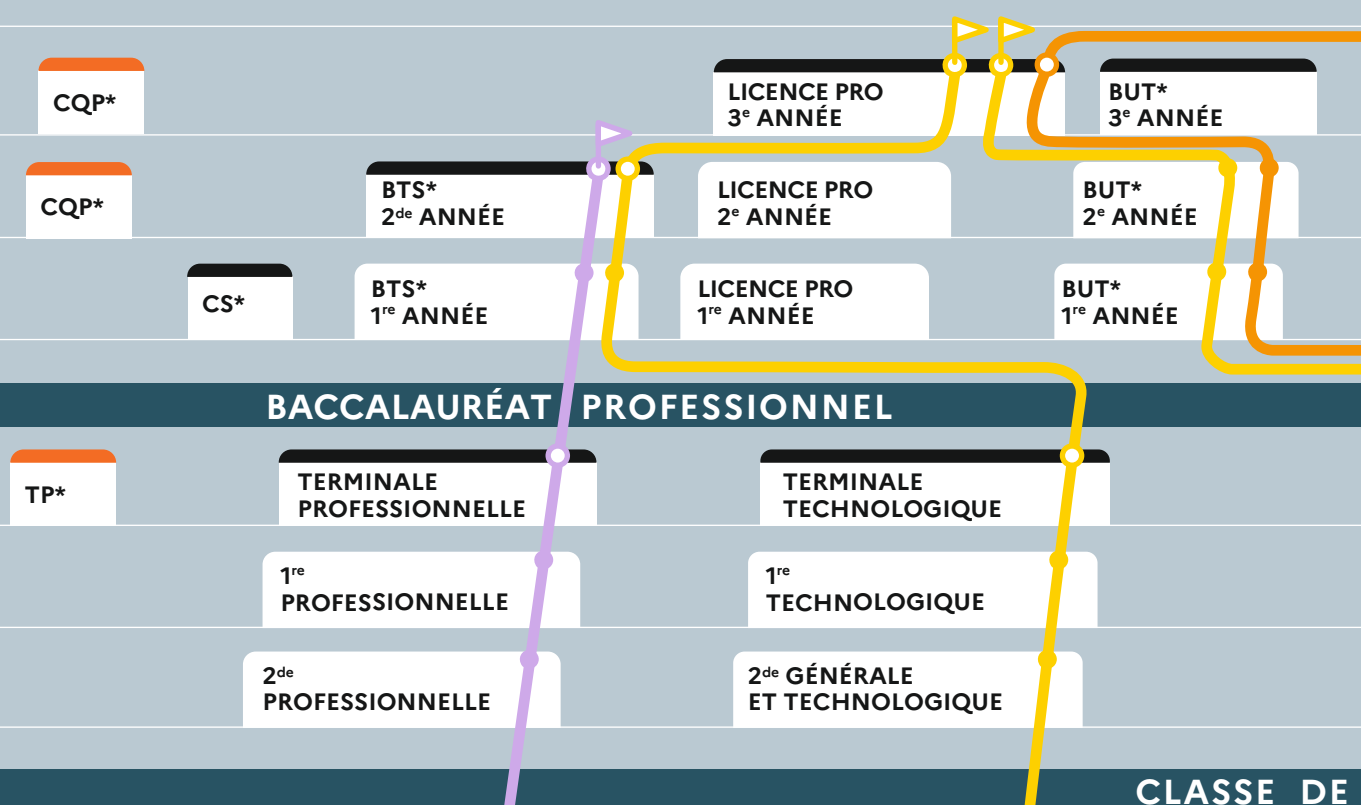 CQP*
LICENCE PRO
3e ANNÉE
BUT*
3e ANNÉE
CQP*
BTS*
2de ANNÉE
LICENCE PRO
2e ANNÉE
BUT*
2e ANNÉE
CS*
BTS*
1re ANNÉE
LICENCE PRO
1re ANNÉE
BUT*
1re ANNÉE
BACCALAURÉAT PROFESSIONNEL
TP*
TERMINALE
PROFESSIONNELLE
TERMINALE
TECHNOLOGIQUE
1re
PROFESSIONNELLE
1re
TECHNOLOGIQUE
2de
PROFESSIONNELLE
2de GÉNÉRALE
ET TECHNOLOGIQUE
CLASSE DE